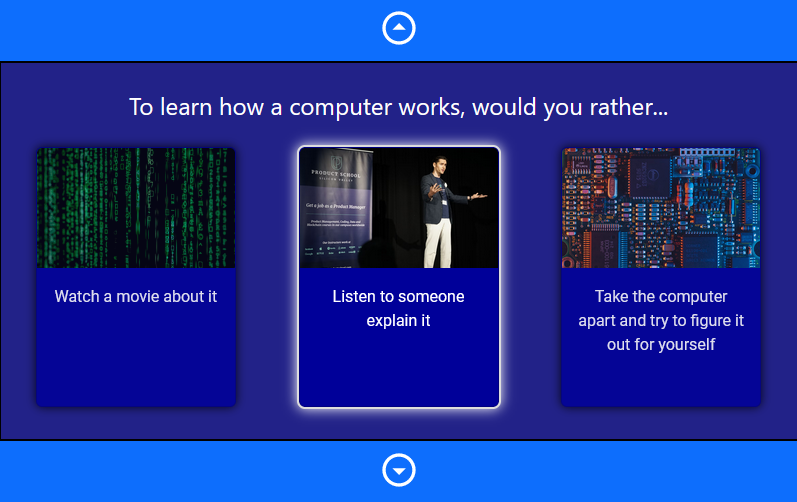 To learn how a computer works, would you rather...
PRODUCT SCHOOL
Get a job as a Product Manager
Watch a movie about it
Listen to someone
explain it
Take the computer
apart and try to figure it
out for yourself